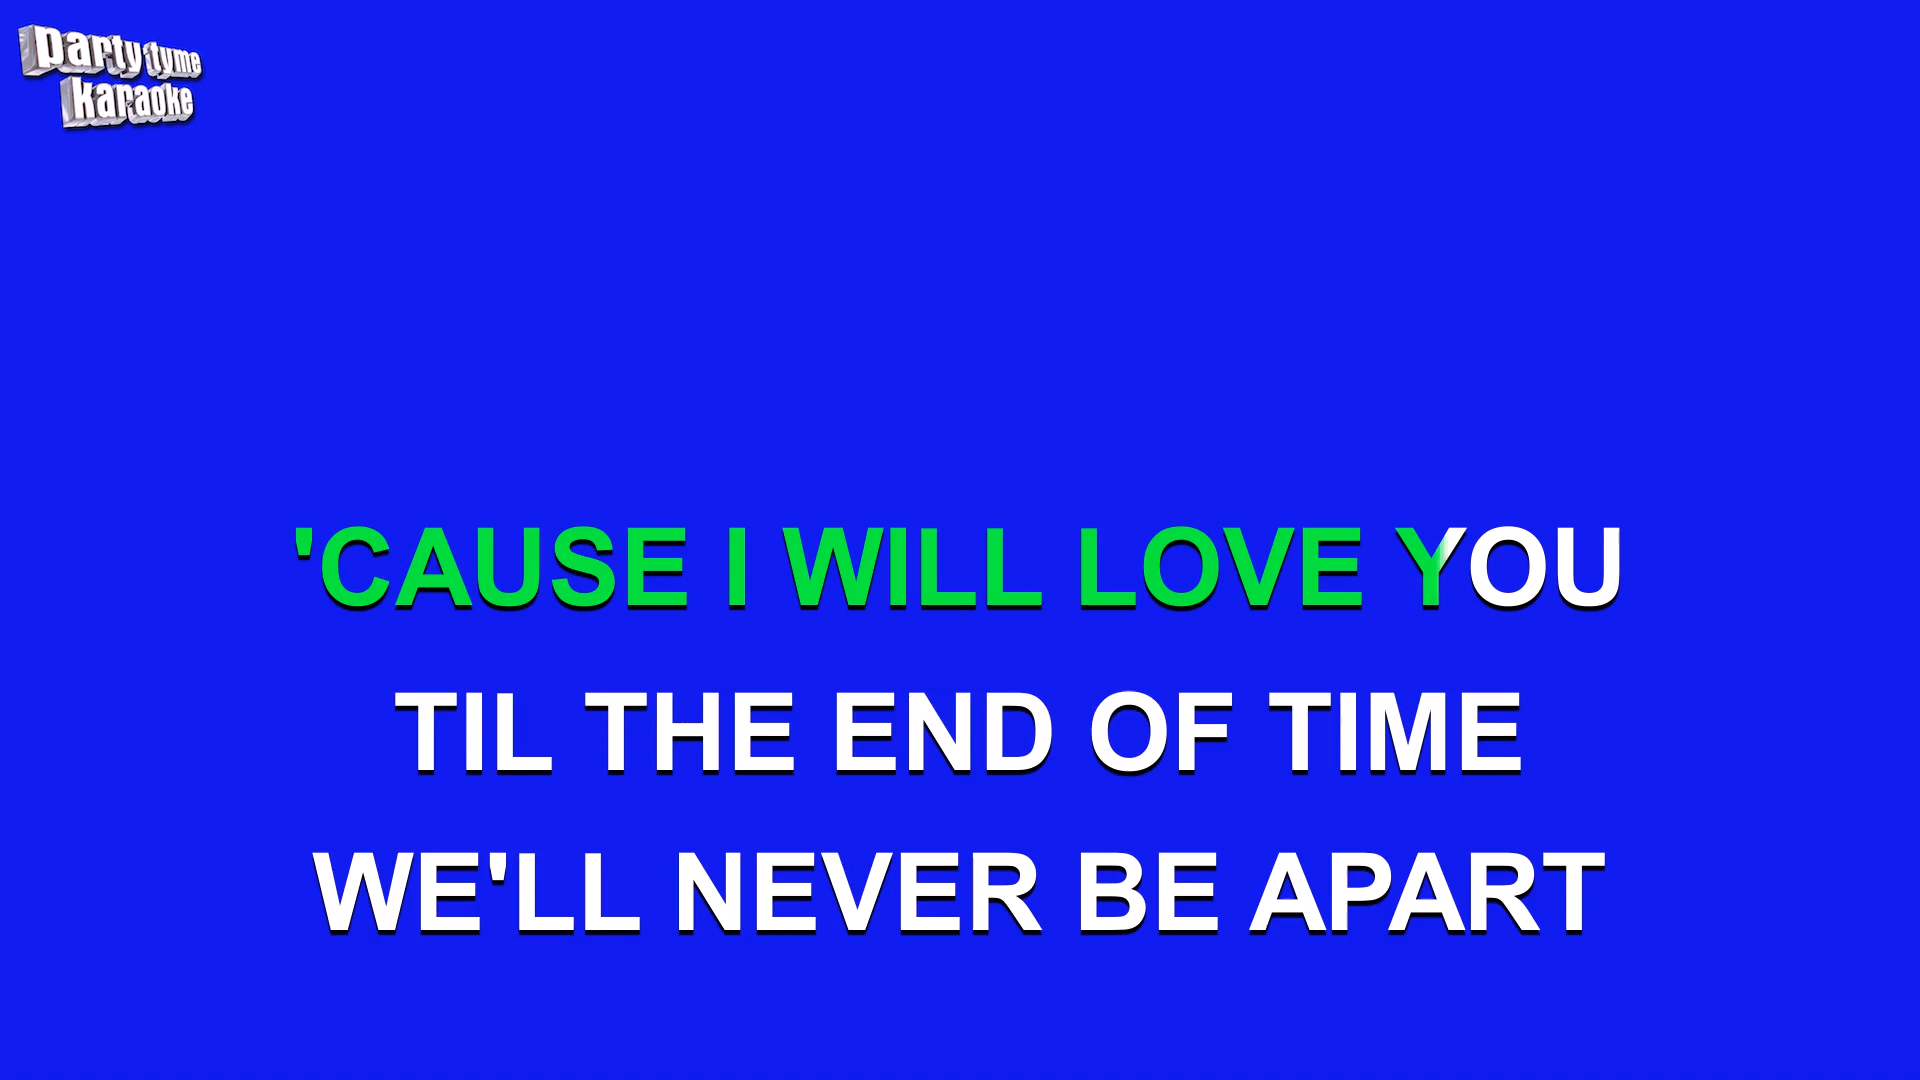 party tyme
karaoke
'CAUSE I WILL LOVE YOU
TIL THE END OF TIME
WE'LL NEVER BE APART